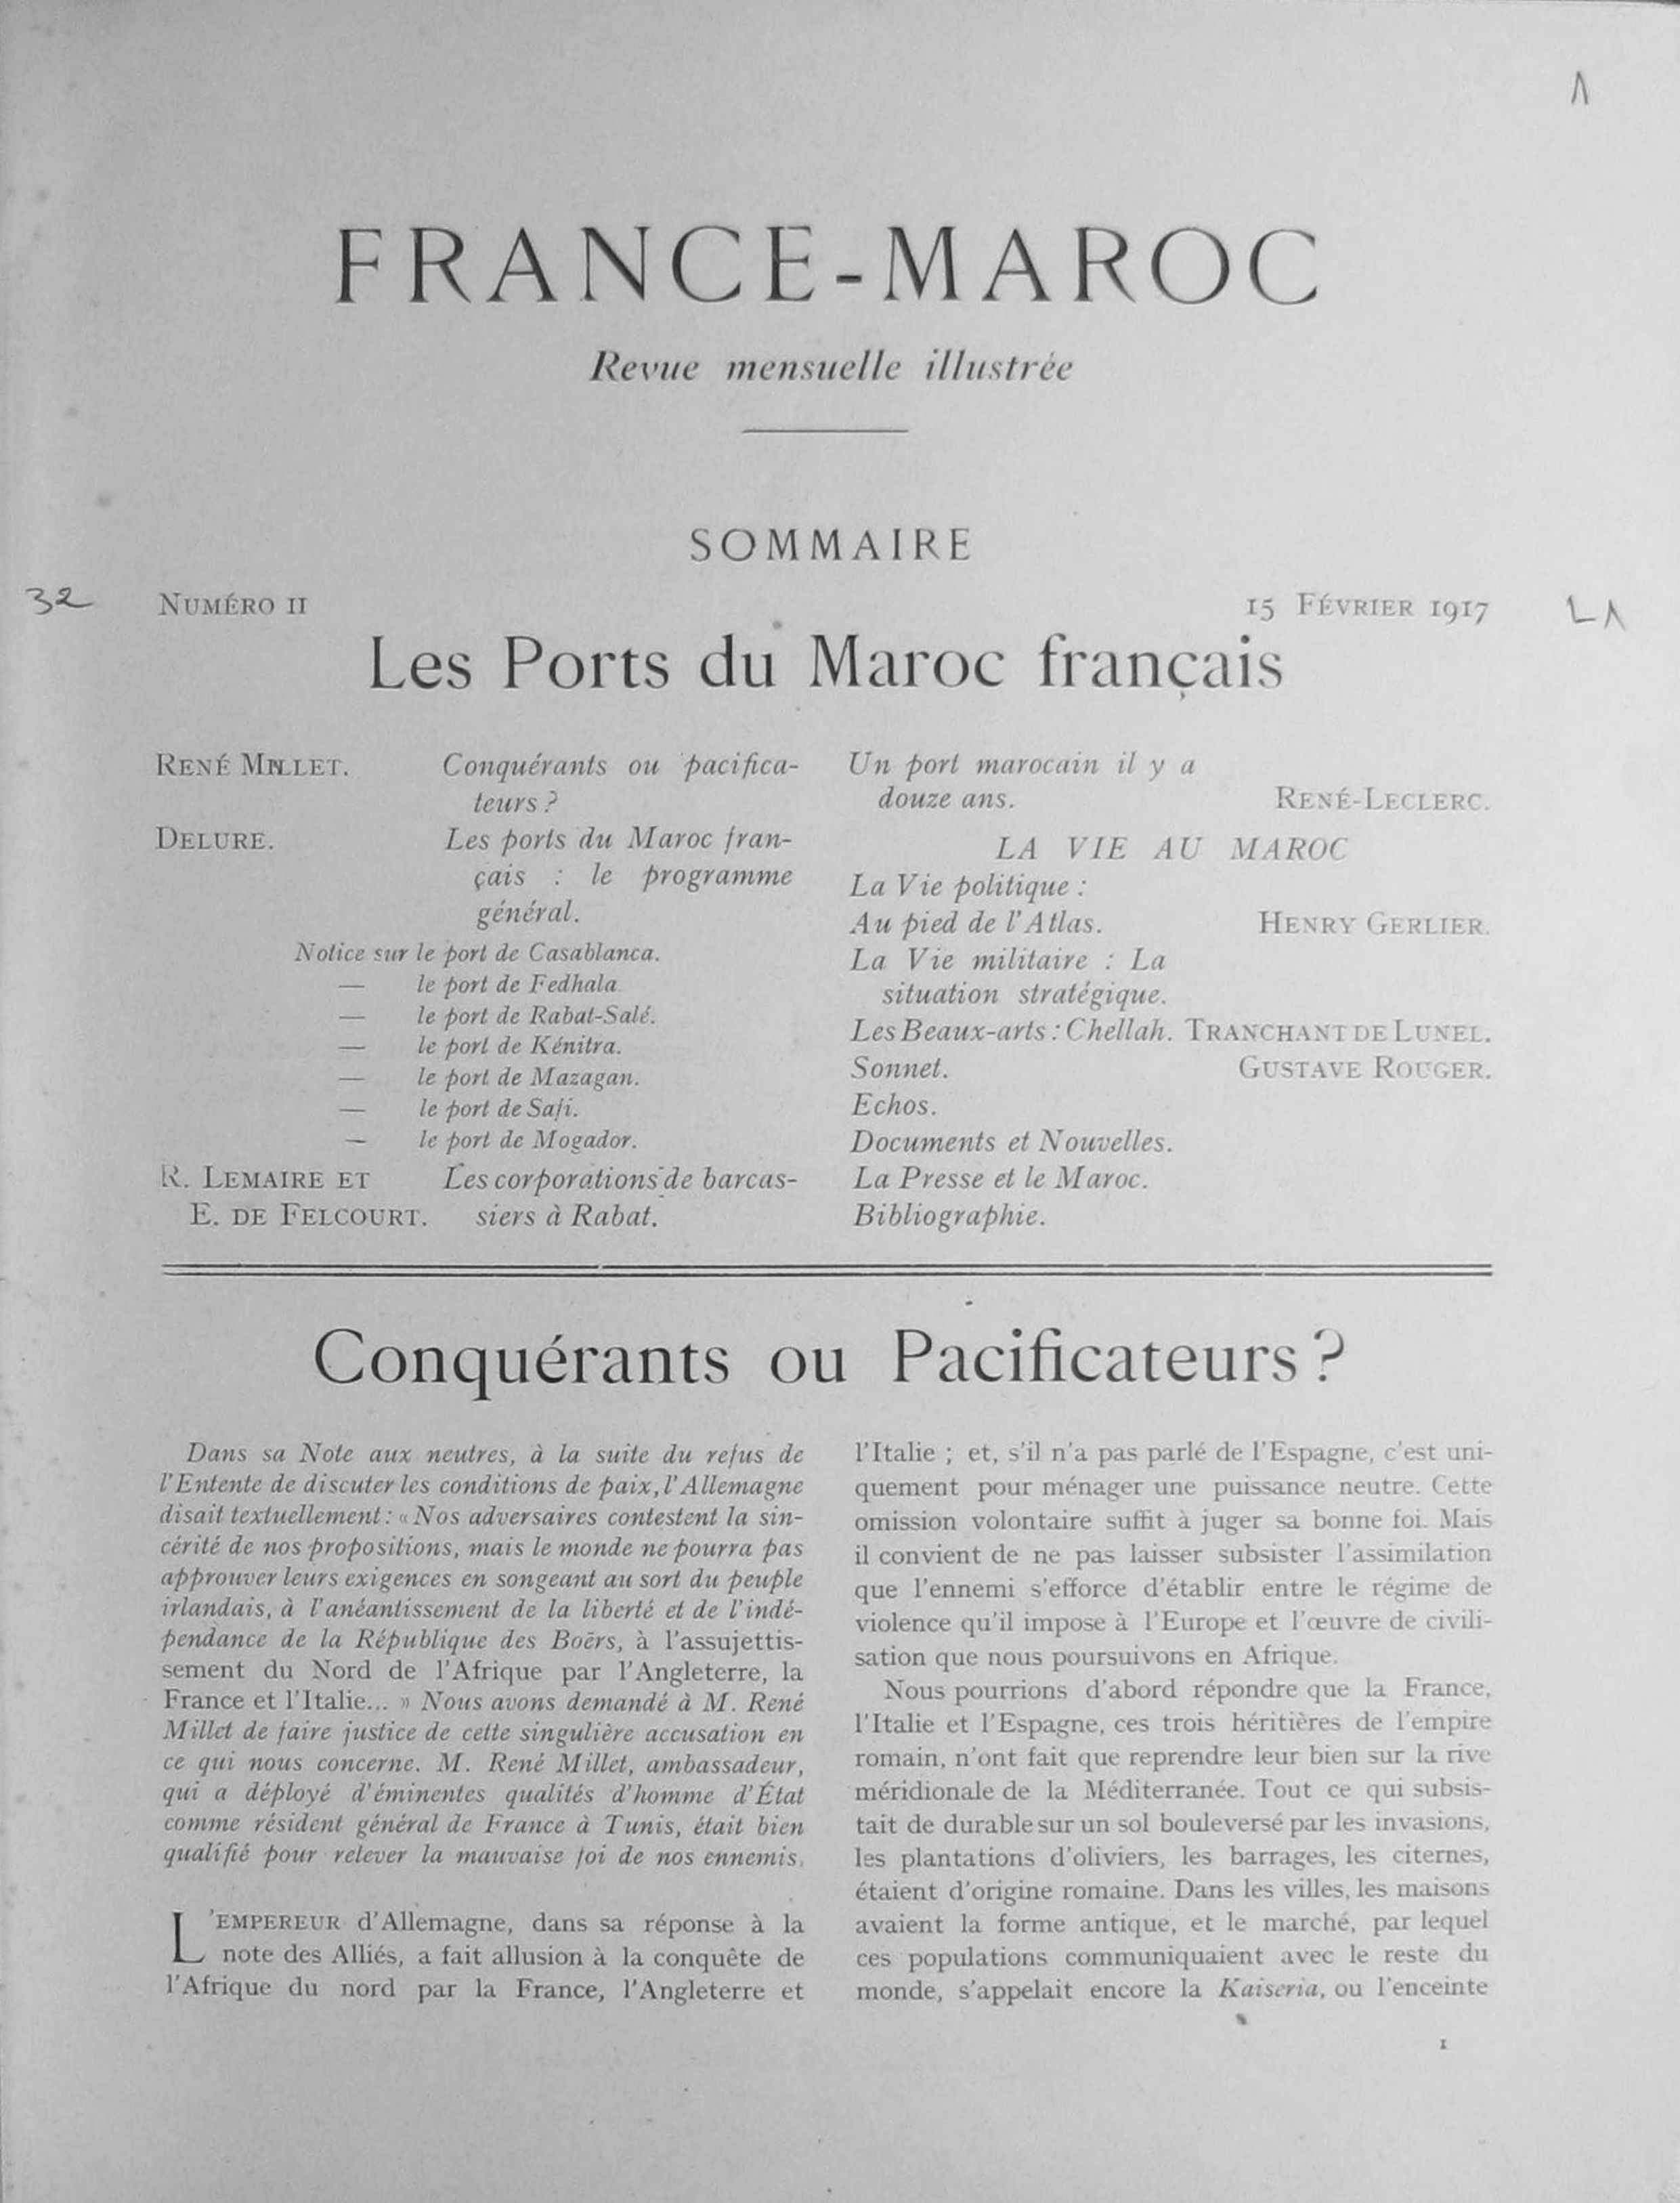 FRANCE-MAROC
Revue mensuelle illustrée
SOMMAIRE
32
NUMÉRO II
15 FÉVRIER 1917
Les Ports du Maroc français
RENÉ MILLET. Conquérants ou pacifica-
teurs ?
DELURE. Les ports du Maroc fran-
çais : le programme
général.
Notice sur le port de Casablanca.
— le port de Fedhala
— le port de Rabat-Salé.
— le port de Kénitra.
— le port de Mazagan.
— le port de Safi.
— le port de Mogador.
R. LEMAIRE ET Les corporations de barcas-
E. DE FELCOURT. siers à Rabat.
Un port marocain il y a
douze ans. RENÉ-LECLERC.
LA VIE AU MAROC
La Vie politique :
Au pied de l'Atlas. HENRY GERLIER.
La Vie militaire : La
situation stratégique.
Les Beaux-arts : Chellah. TRANCHANT DE LUNEL.
Sonnet. GUSTAVE ROUGER.
Echos.
Documents et Nouvelles.
La Presse et le Maroc.
Bibliographie.
Conquérants ou Pacificateurs ?
Dans sa Note aux neutres, à la suite du refus de
l'Entente de discuter les conditions de paix, l'Allemagne
disait textuellement : « Nos adversaires contestent la sin-
cérité de nos propositions, mais le monde ne pourra pas
approuver leurs exigences en songeant au sort du peuple
irlandais, à l'anéantissement de la liberté et de l'indé-
pendance de la République des Boërs, à l'assujettis-
sement du Nord de l'Afrique par l'Angleterre, la
France et l'Italie... » Nous avons demandé à M. René
Millet de faire justice de cette singulière accusation en
ce qui nous concerne. M. René Millet, ambassadeur,
qui a déployé d'éminentes qualités d'homme d'État
comme résident général de France à Tunis, était bien
qualifié pour relever la mauvaise foi de nos ennemis.
L'EMPEREUR d'Allemagne, dans sa réponse à la
note des Alliés, a fait allusion à la conquête de
l'Afrique du nord par la France, l'Angleterre et
l'Italie ; et, s'il n'a pas parlé de l'Espagne, c'est uni-
quement pour ménager une puissance neutre. Cette
omission volontaire suffit à juger sa bonne foi. Mais
il convient de ne pas laisser subsister l'assimilation
que l'ennemi s'efforce d'établir entre le régime de
violence qu'il impose à l'Europe et l'œuvre de civili-
sation que nous poursuivons en Afrique.
Nous pourrions d'abord répondre que la France,
l'Italie et l'Espagne, ces trois héritières de l'empire
romain, n'ont fait que reprendre leur bien sur la rive
méridionale de la Méditerranée. Tout ce qui subsis-
tait de durable sur un sol bouleversé par les invasions,
les plantations d'oliviers, les barrages, les citernes,
étaient d'origine romaine. Dans les villes, les maisons
avaient la forme antique, et le marché, par lequel
ces populations communiquaient avec le reste du
monde, s'appelait encore la Kaiseria, ou l'enceinte
1